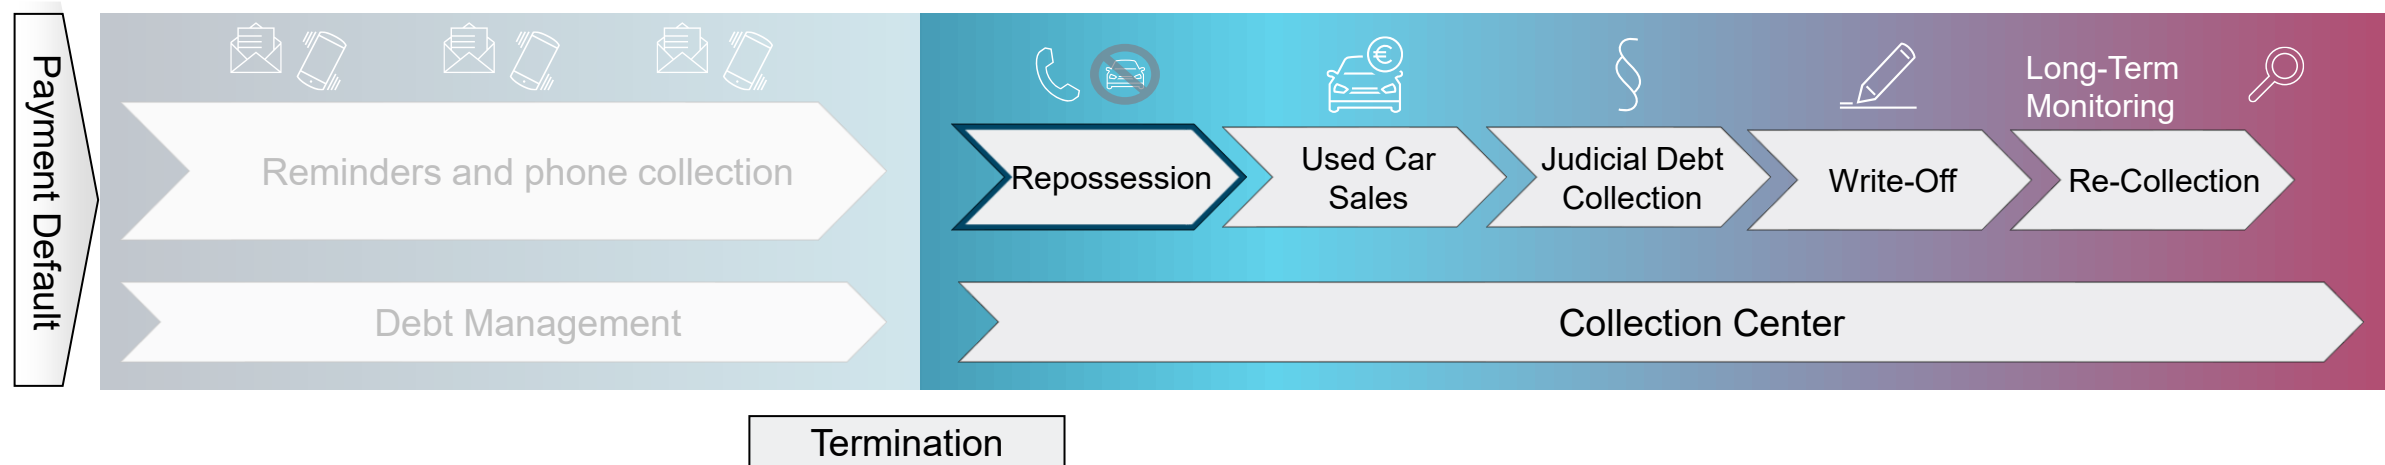 Payment Default
Reminders and phone collection
Debt Management
Long-Term
Monitoring
Repossession
Used Car
Sales
Judicial Debt
Collection
Write-Off
Re-Collection
Collection Center
Termination